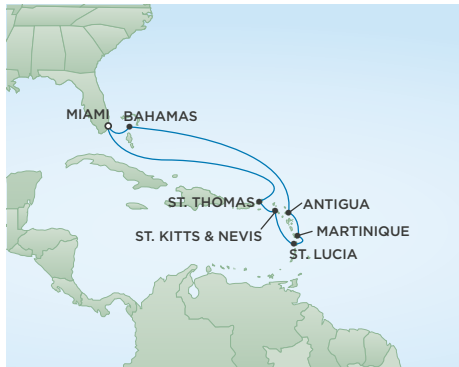 MIAMI
BAHAMAS
ST. THOMAS
ANTIGUA
ST. KITTS & NEVIS
MARTINIQUE
ST. LUCIA